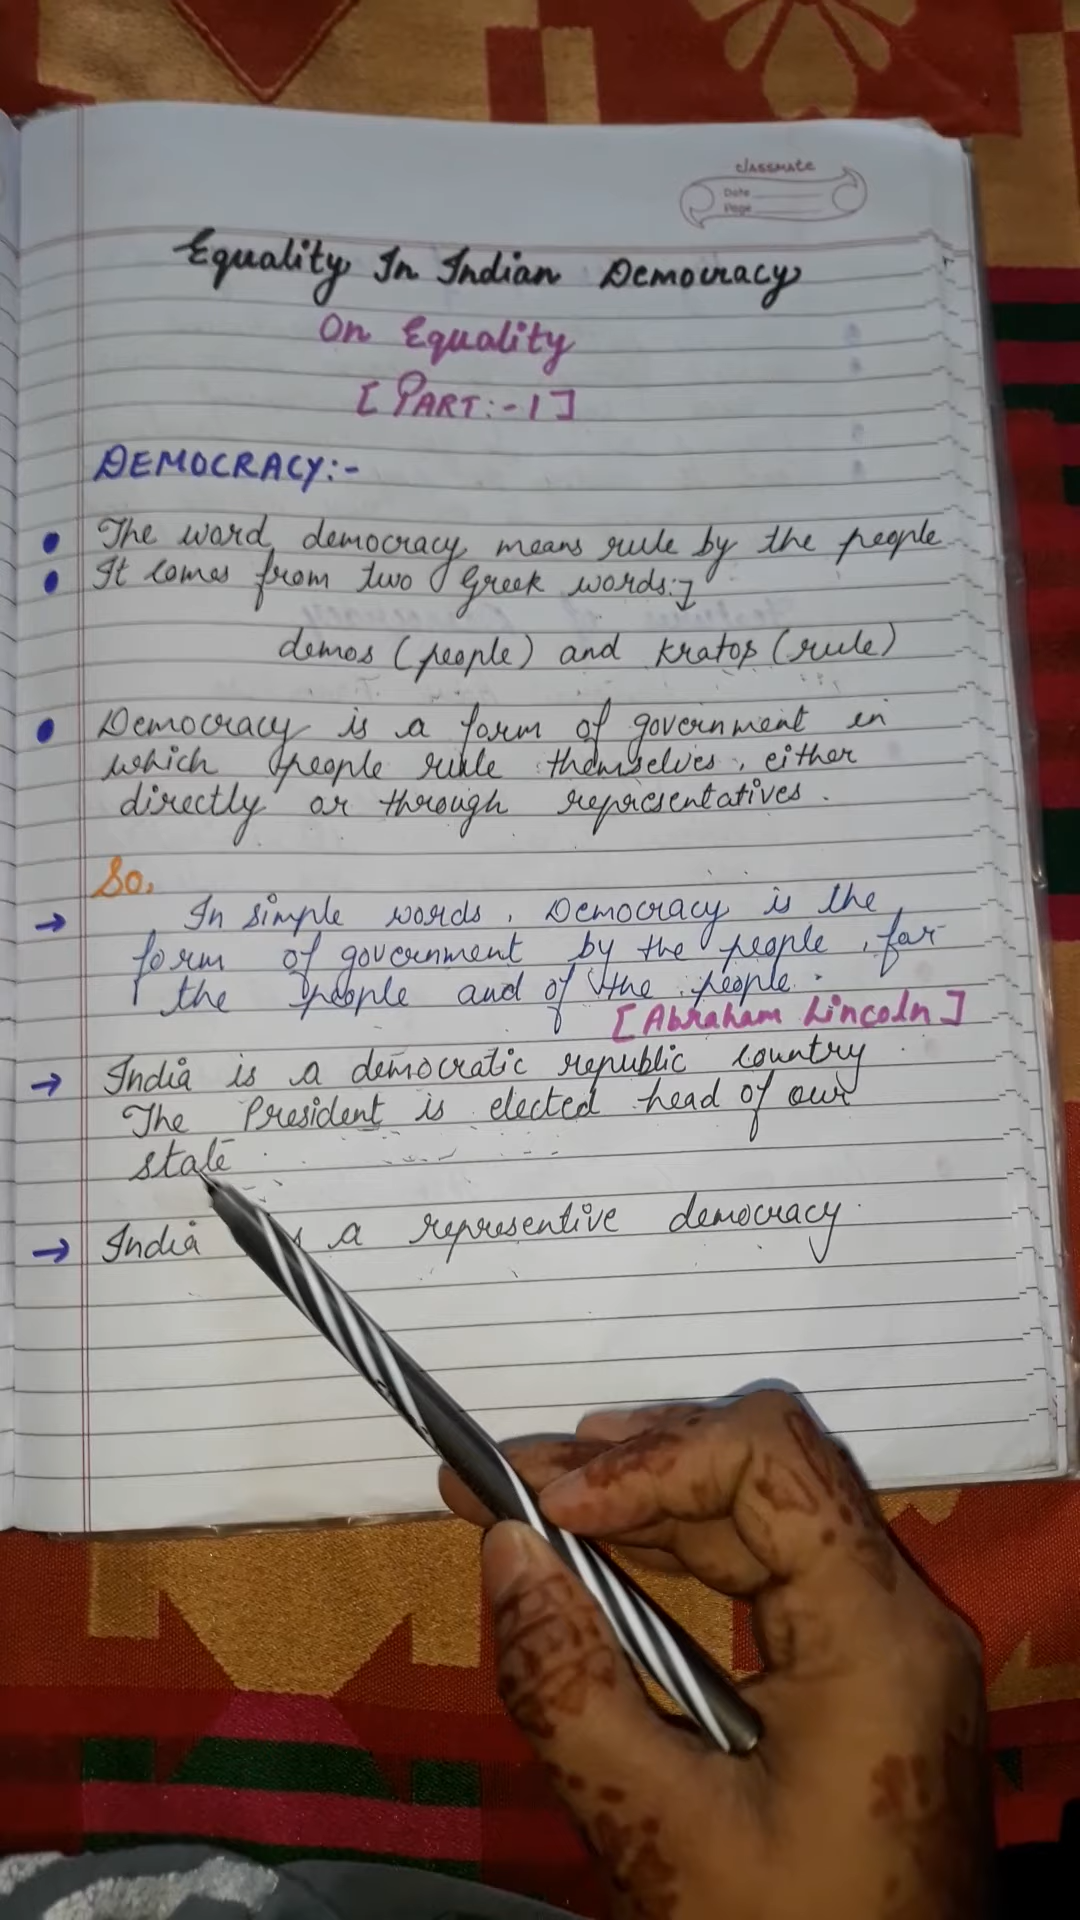 classmate
Date
Page
Equality In Indian Democracy
On Equality
[PART:-1]
DEMOCRACY:-
• The word democracy means rule by the people
• It comes from two Greek words:-
demos (people) and kratos (rule)
• Democracy is a form of government in
which people rule themselves, either
directly or through representatives.
So,
→ In simple words, Democracy is the
form of government by the people, for
the people and of the people.
[Abraham Lincoln]
→ India is a democratic republic country.
The President is elected head of our
state
→ India is a representive democracy.